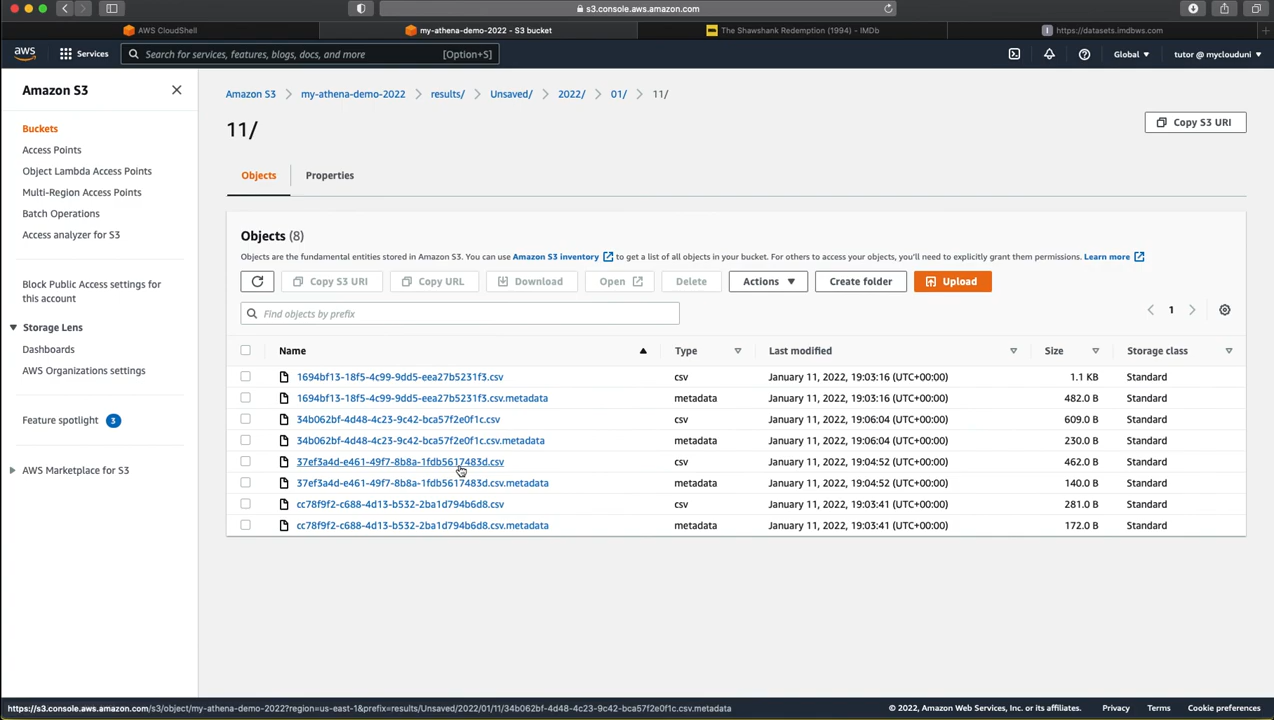 s3.console.aws.amazon.com
AWS CloudShell
my-athena-demo-2022 - S3 bucket
The Shawshank Redemption (1994) - IMDb
I https://datasets.imdbws.com
aws
Services
Search for services, features, blogs, docs, and more [Option+S]
Global
tutor @ myclouduni
Amazon S3
Buckets
Access Points
Object Lambda Access Points
Multi-Region Access Points
Batch Operations
Access analyzer for S3
Block Public Access settings for
this account
Storage Lens
Dashboards
AWS Organizations settings
Feature spotlight 3
AWS Marketplace for S3
Amazon S3 > my-athena-demo-2022 > results/ > Unsaved/ > 2022/ > 01/ > 11/
11/
Copy S3 URI
Objects
Properties
Objects (8)
Objects are the fundamental entities stored in Amazon S3. You can use Amazon S3 inventory to get a list of all objects in your bucket. For others to access your objects, you'll need to explicitly grant them permissions. Learn more
Copy S3 URI Copy URL Download Open Delete Actions Create folder Upload
Find objects by prefix
1
Name Type Last modified Size Storage class
1694bf13-18f5-4c99-9dd5-eea27b5231f3.csv csv January 11, 2022, 19:03:16 (UTC+00:00) 1.1 KB Standard
1694bf13-18f5-4c99-9dd5-eea27b5231f3.csv.metadata metadata January 11, 2022, 19:03:16 (UTC+00:00) 482.0 B Standard
34b062bf-4d48-4c23-9c42-bca57f2e0f1c.csv csv January 11, 2022, 19:06:04 (UTC+00:00) 609.0 B Standard
34b062bf-4d48-4c23-9c42-bca57f2e0f1c.csv.metadata metadata January 11, 2022, 19:06:04 (UTC+00:00) 230.0 B Standard
37ef3a4d-e461-49f7-8b8a-1fdb5617483d.csv csv January 11, 2022, 19:04:52 (UTC+00:00) 462.0 B Standard
37ef3a4d-e461-49f7-8b8a-1fdb5617483d.csv.metadata metadata January 11, 2022, 19:04:52 (UTC+00:00) 140.0 B Standard
cc78f9f2-c688-4d13-b532-2ba1d794b6d8.csv csv January 11, 2022, 19:03:41 (UTC+00:00) 281.0 B Standard
cc78f9f2-c688-4d13-b532-2ba1d794b6d8.csv.metadata metadata January 11, 2022, 19:03:41 (UTC+00:00) 172.0 B Standard
https://s3.console.aws.amazon.com/s3/object/my-athena-demo-2022?region=us-east-1&prefix=results/Unsaved/2022/01/11/34b062bf-4d48-4c23-9c42-bca57f2e0f1c.csv.metadata
© 2022, Amazon Web Services, Inc. or its affiliates. Privacy Terms Cookie preferences